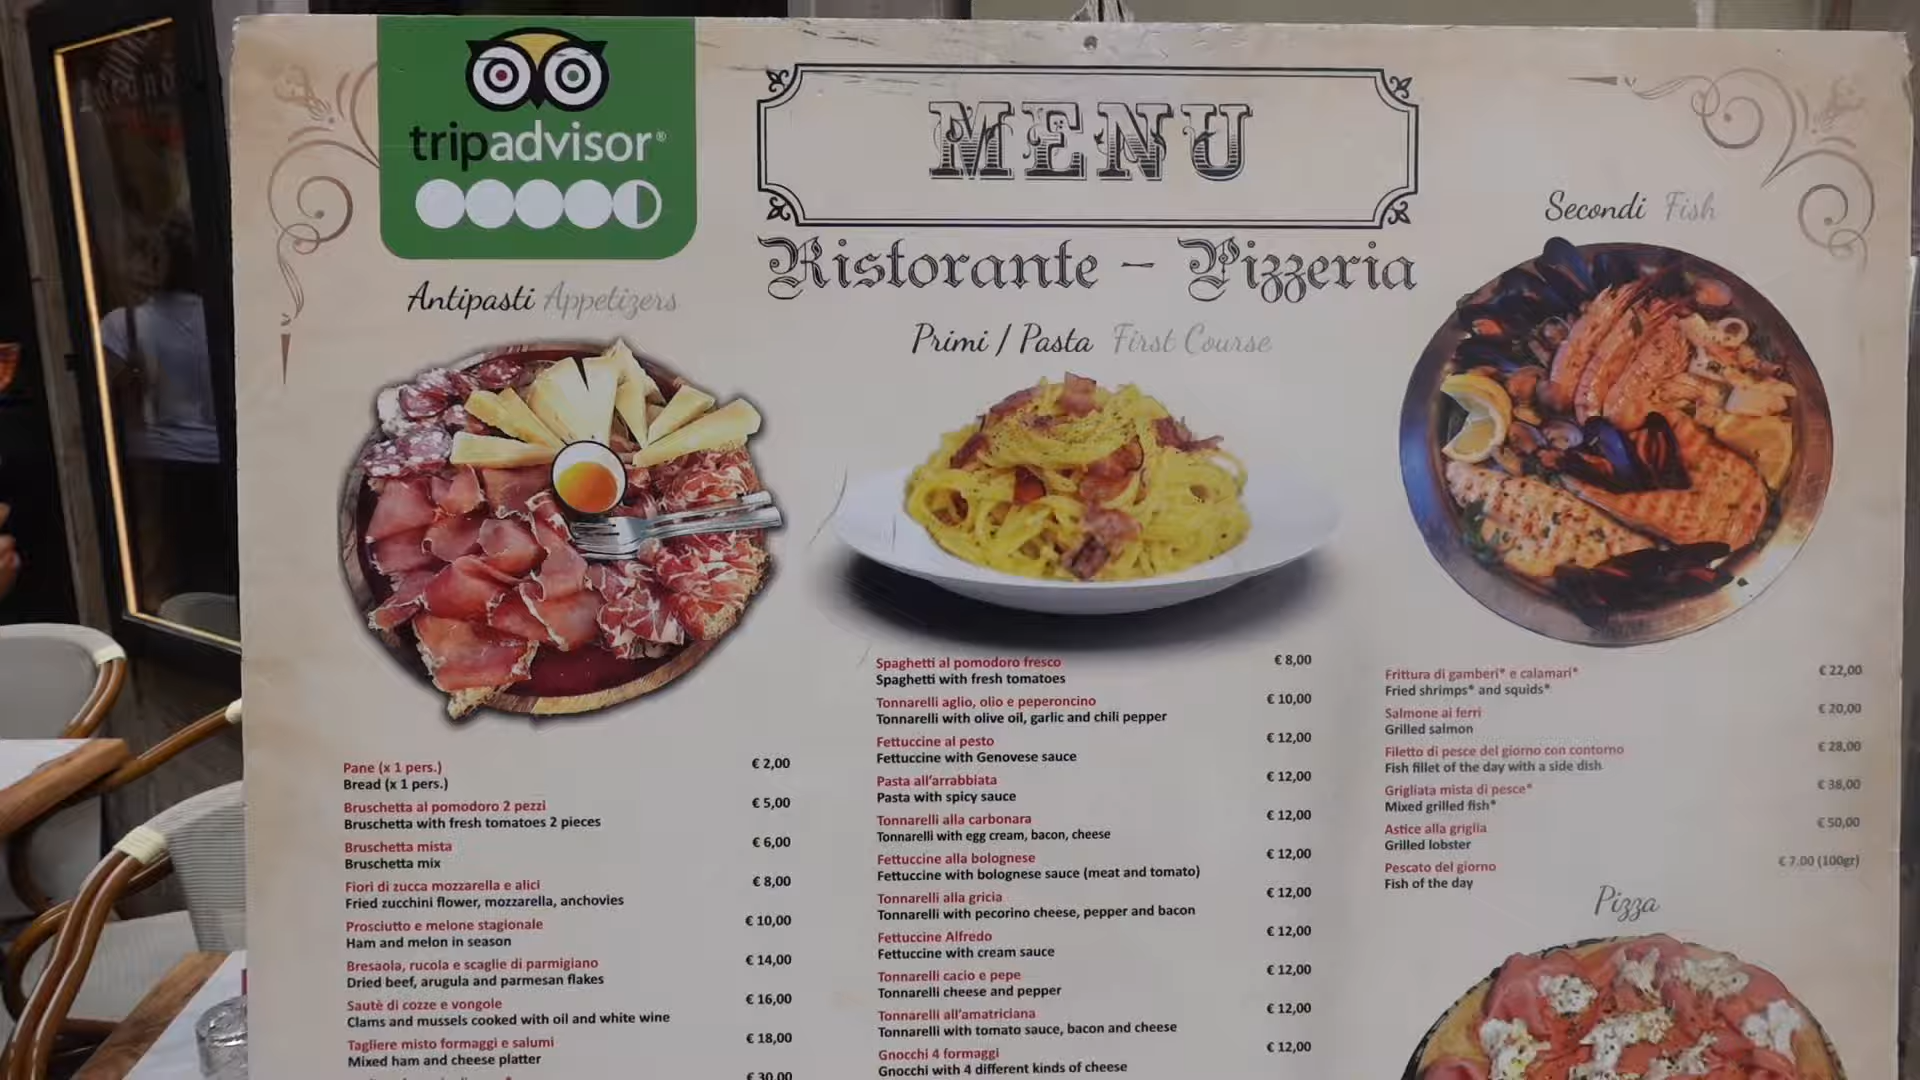 tripadvisor®
MENU
Ristorante - Pizzeria
Antipasti Appetizers
Pane (x 1 pers.) € 2,00
Bread (x 1 pers.)
Bruschetta al pomodoro 2 pezzi € 5,00
Bruschetta with fresh tomatoes 2 pieces
Bruschetta mista € 6,00
Bruschetta mix
Fiori di zucca mozzarella e alici € 8,00
Fried zucchini flower, mozzarella, anchovies
Prosciutto e melone stagionale € 10,00
Ham and melon in season
Bresaola, rucola e scaglie di parmigiano € 14,00
Dried beef, arugula and parmesan flakes
Sautè di cozze e vongole € 16,00
Clams and mussels cooked with oil and white wine
Tagliere misto formaggi e salumi € 18,00
Mixed ham and cheese platter
€ 30,00
Primi / Pasta First Course
Spaghetti al pomodoro fresco € 8,00
Spaghetti with fresh tomatoes
Tonnarelli aglio, olio e peperoncino € 10,00
Tonnarelli with olive oil, garlic and chili pepper
Fettuccine al pesto € 12,00
Fettuccine with Genovese sauce
Pasta all'arrabbiata € 12,00
Pasta with spicy sauce
Tonnarelli alla carbonara € 12,00
Tonnarelli with egg cream, bacon, cheese
Fettuccine alla bolognese € 12,00
Fettuccine with bolognese sauce (meat and tomato)
Tonnarelli alla gricia € 12,00
Tonnarelli with pecorino cheese, pepper and bacon
Fettuccine Alfredo € 12,00
Fettuccine with cream sauce
Tonnarelli cacio e pepe € 12,00
Tonnarelli cheese and pepper
Tonnarelli all'amatriciana € 12,00
Tonnarelli with tomato sauce, bacon and cheese
Gnocchi 4 formaggi € 12,00
Gnocchi with 4 different kinds of cheese
Secondi Fish
Frittura di gamberi* e calamari* € 22,00
Fried shrimps* and squids*
Salmone ai ferri € 20,00
Grilled salmon
Filetto di pesce del giorno con contorno € 28,00
Fish fillet of the day with a side dish
Grigliata mista di pesce* € 38,00
Mixed grilled fish*
Astice alla griglia € 50,00
Grilled lobster
Pescato del giorno € 7.00 (100gr)
Fish of the day
Pizza